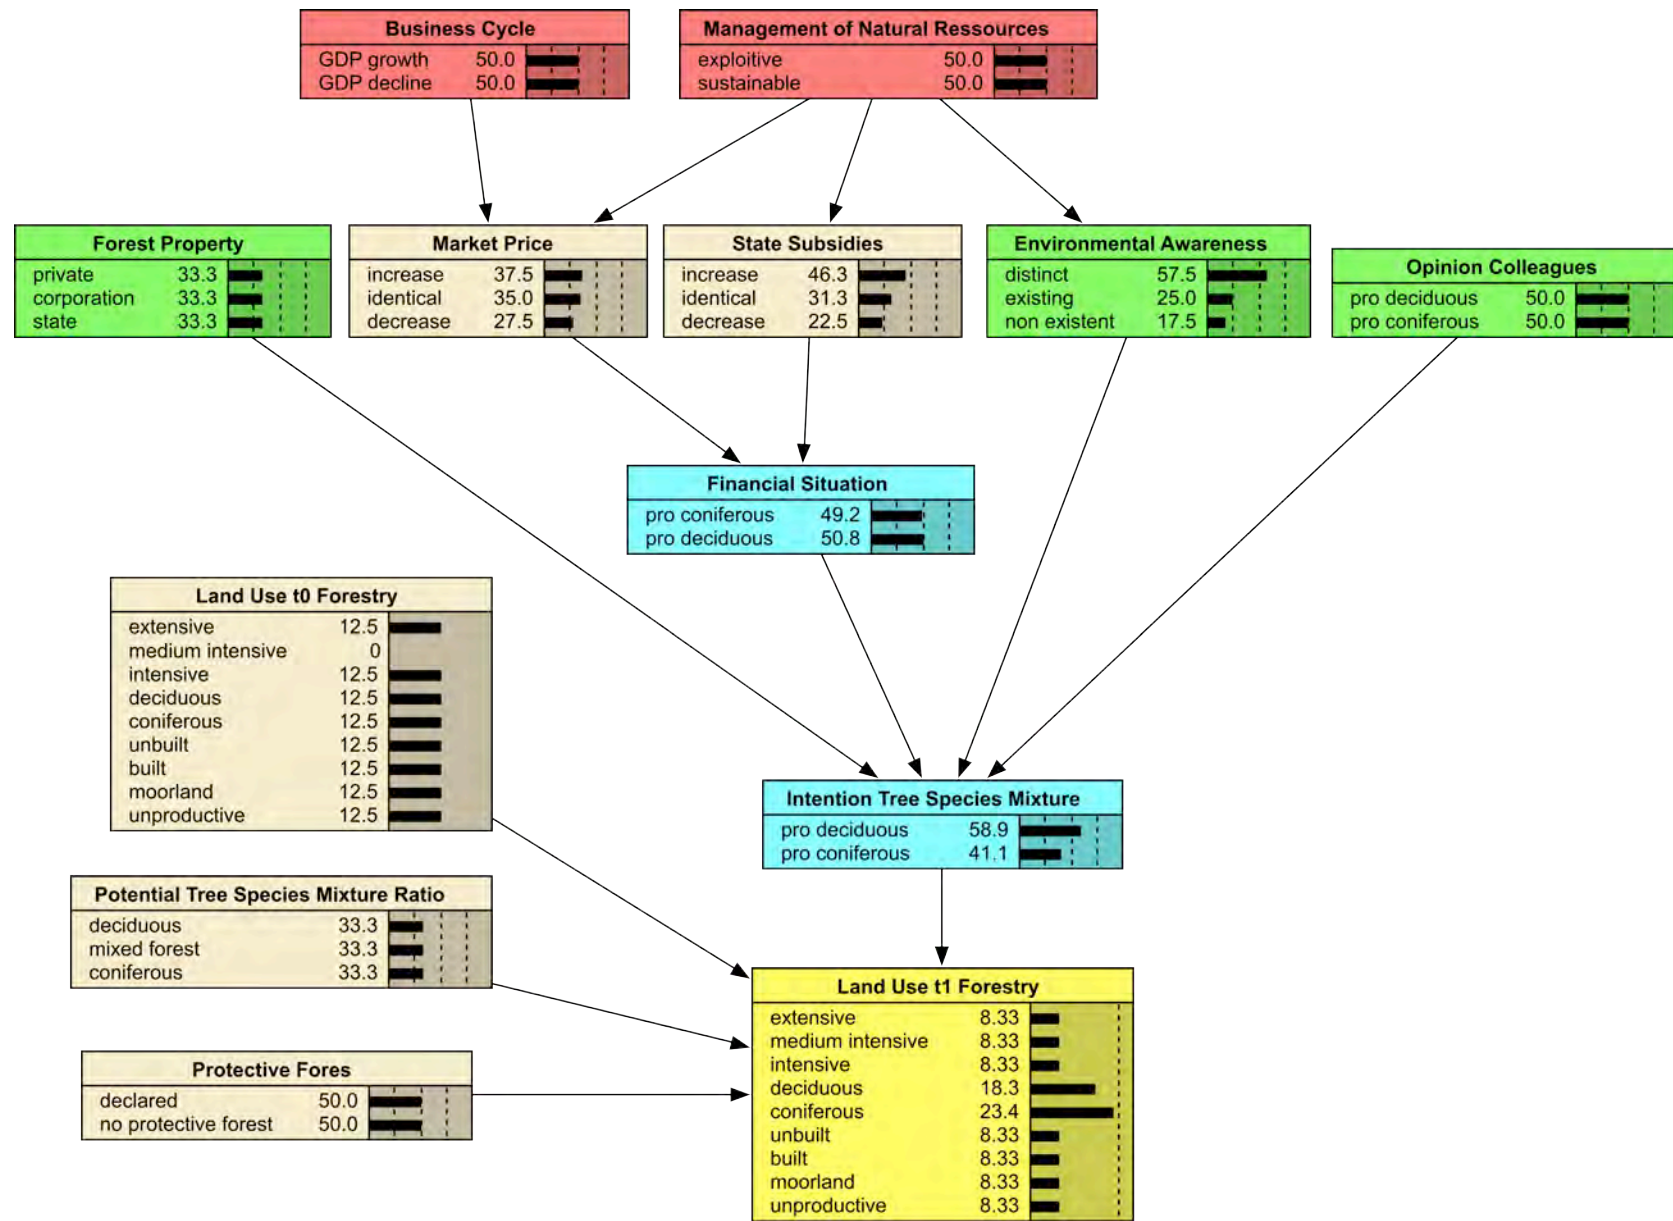 Business Cycle
GDP growth 50.0
GDP decline 50.0
Management of Natural Ressources
exploitive 50.0
sustainable 50.0
Forest Property
private 33.3
corporation 33.3
state 33.3
Market Price
increase 37.5
identical 35.0
decrease 27.5
State Subsidies
increase 46.3
identical 31.3
decrease 22.5
Environmental Awareness
distinct 57.5
existing 25.0
non existent 17.5
Opinion Colleagues
pro deciduous 50.0
pro coniferous 50.0
Financial Situation
pro coniferous 49.2
pro deciduous 50.8
Land Use t0 Forestry
extensive 12.5
medium intensive 0
intensive 12.5
deciduous 12.5
coniferous 12.5
unbuilt 12.5
built 12.5
moorland 12.5
unproductive 12.5
Intention Tree Species Mixture
pro deciduous 58.9
pro coniferous 41.1
Potential Tree Species Mixture Ratio
deciduous 33.3
mixed forest 33.3
coniferous 33.3
Protective Fores
declared 50.0
no protective forest 50.0
Land Use t1 Forestry
extensive 8.33
medium intensive 8.33
intensive 8.33
deciduous 18.3
coniferous 23.4
unbuilt 8.33
built 8.33
moorland 8.33
unproductive 8.33